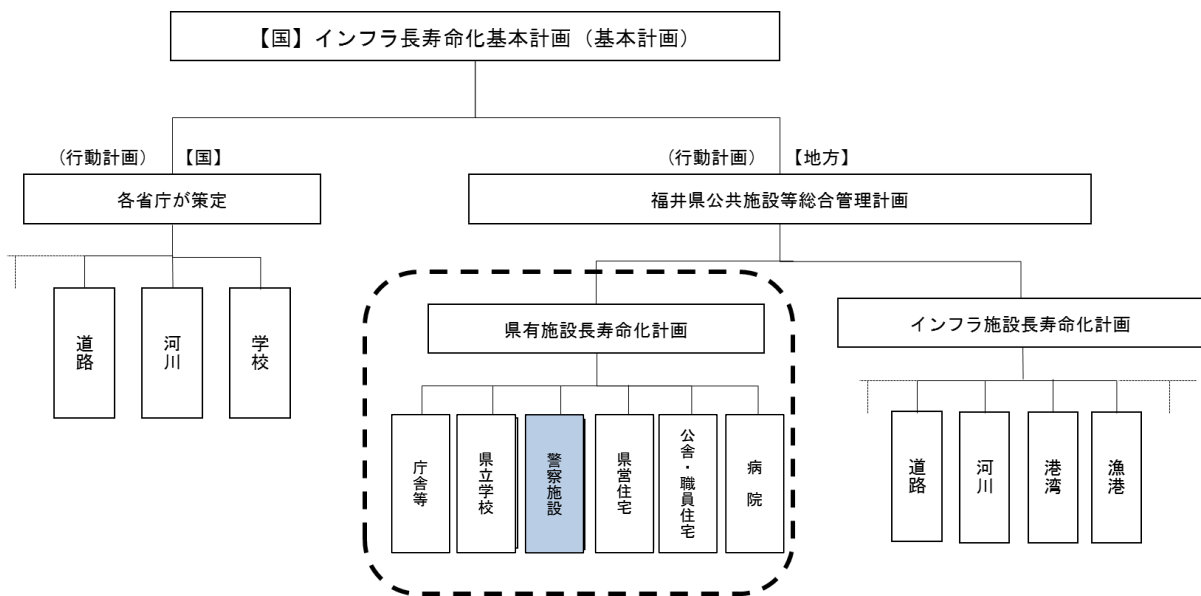 【国】インフラ長寿命化基本計画（基本計画）
（行動計画）【国】
（行動計画）【地方】
各省庁が策定
福井県公共施設等総合管理計画
道路
河川
学校
県有施設長寿命化計画
インフラ施設長寿命化計画
庁舎等
県立学校
警察施設
県営住宅
公舎・職員住宅
病院
道路
河川
港湾
漁港